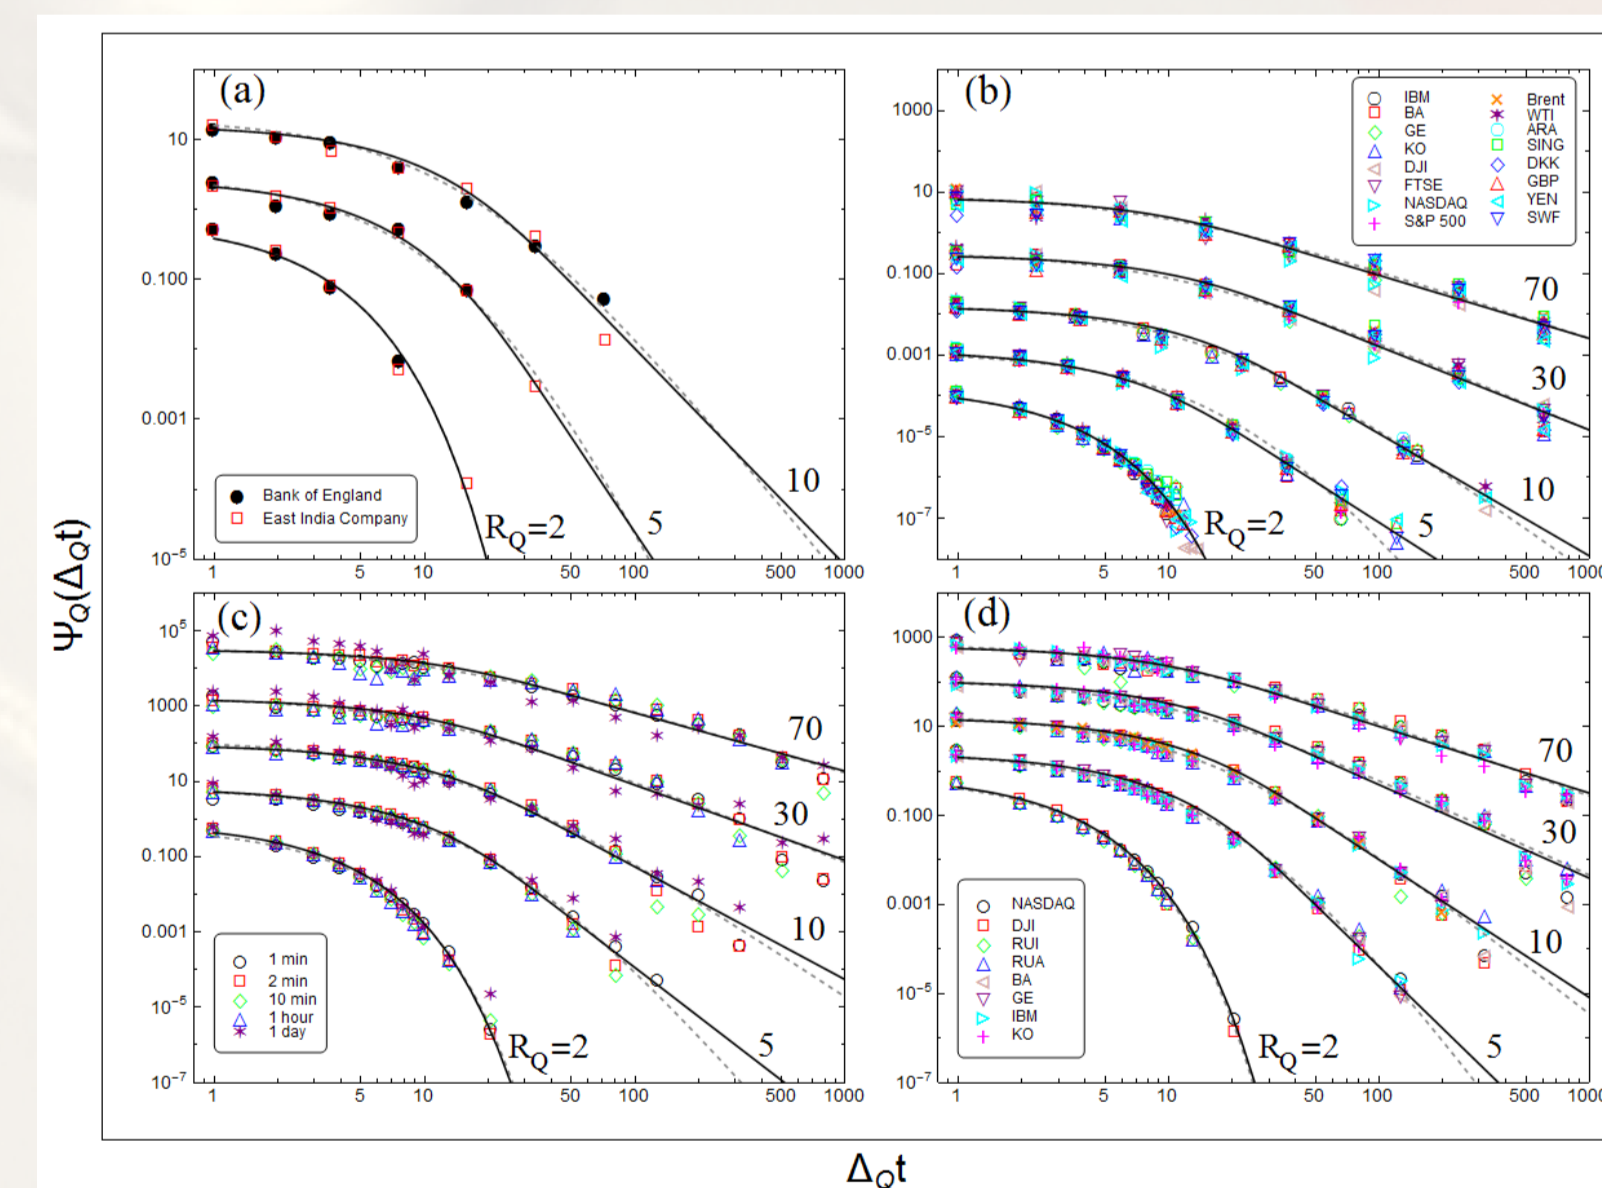 (a)
10
0.100
0.001
10⁻⁵
1 5 10 50 100 500 1000
Bank of England
East India Company
R_Q=2
5
10
(b)
1000
10
0.100
0.001
10⁻⁵
10⁻⁷
1 5 10 50 100 500 1000
IBM
BA
GE
KO
DJI
FTSE
NASDAQ
S&P 500
Brent
WTI
ARA
SING
DKK
GBP
YEN
SWF
70
30
10
5
R_Q=2
Ψ_Q(Δ_Qt)
(c)
10⁵
1000
10
0.100
0.001
10⁻⁵
10⁻⁷
1 5 10 50 100 500 1000
1 min
2 min
10 min
1 hour
1 day
70
30
10
5
R_Q=2
(d)
1000
10
0.100
0.001
10⁻⁵
10⁻⁷
1 5 10 50 100 500 1000
NASDAQ
DJI
RUI
RUA
BA
GE
IBM
KO
70
30
10
5
R_Q=2
Δ_Qt